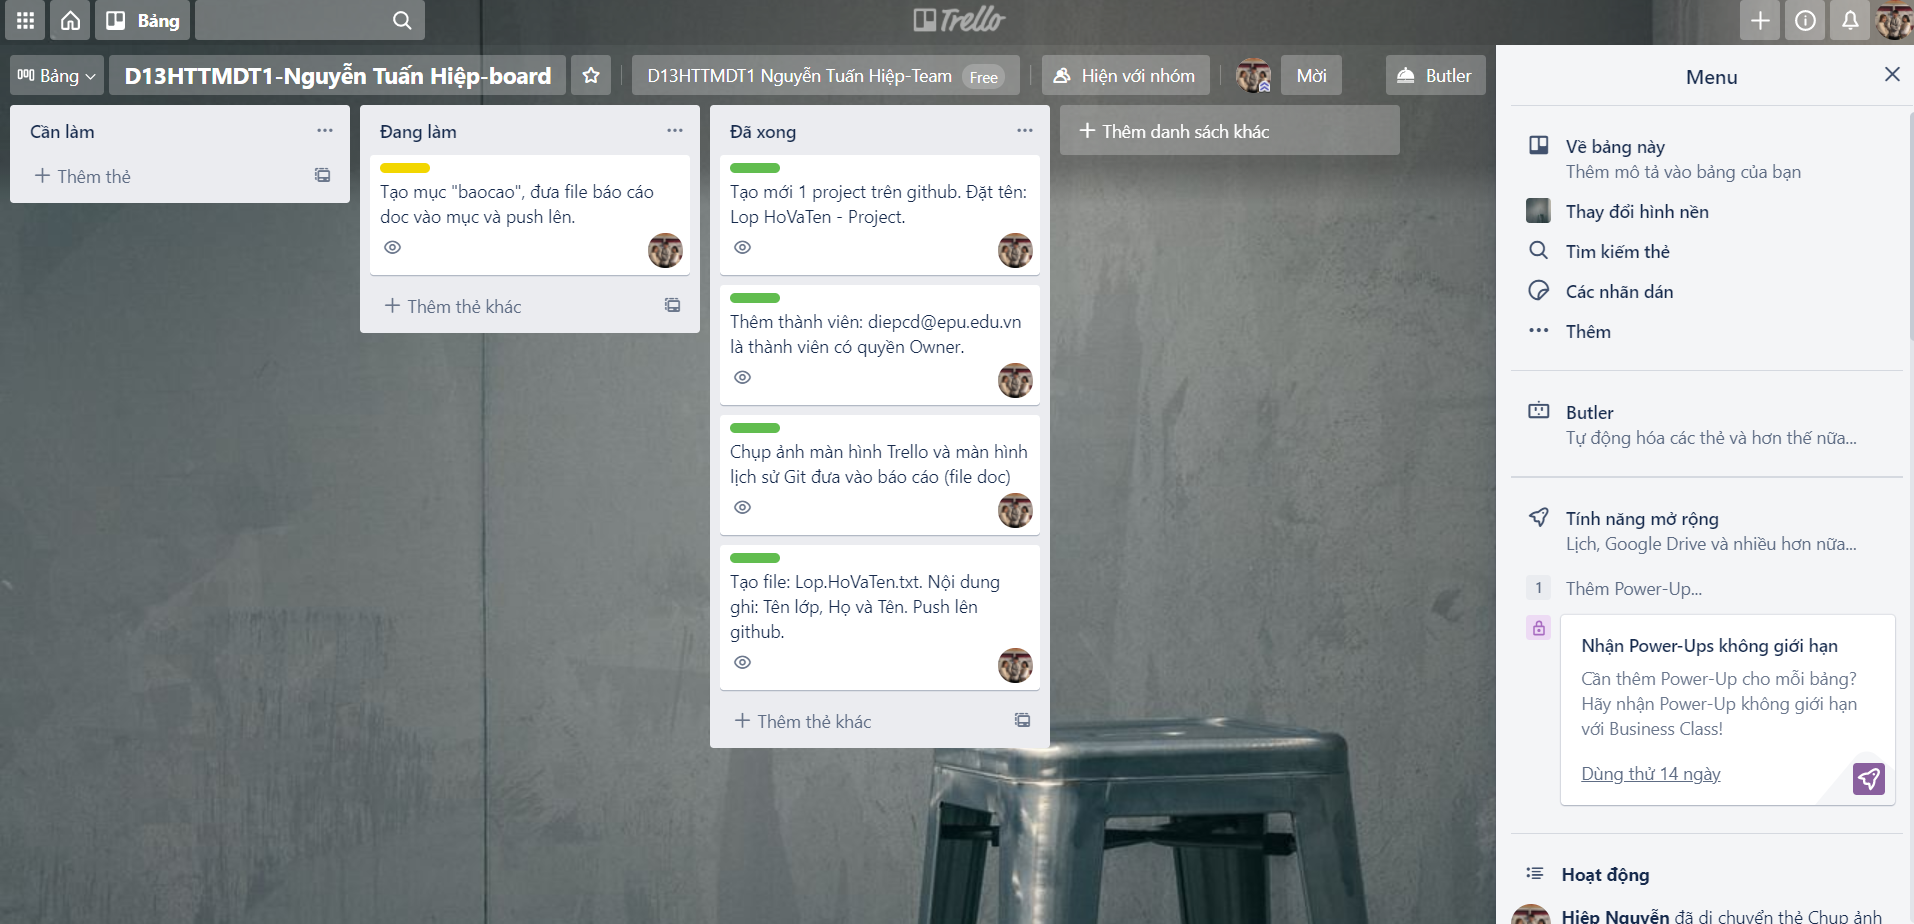 Bảng
Trello
Bảng
D13HTTMDT1-Nguyễn Tuấn Hiệp-board
D13HTTMDT1 Nguyễn Tuấn Hiệp-Team Free
Hiện với nhóm
Mời
Butler
Cần làm
Thêm thẻ
Đang làm
Tạo mục "baocao", đưa file báo cáo
doc vào mục và push lên.
Thêm thẻ khác
Đã xong
Tạo mới 1 project trên github. Đặt tên:
Lop HoVaTen - Project.
Thêm thành viên: diepcd@epu.edu.vn
là thành viên có quyền Owner.
Chụp ảnh màn hình Trello và màn hình
lịch sử Git đưa vào báo cáo (file doc)
Tạo file: Lop.HoVaTen.txt. Nội dung
ghi: Tên lớp, Họ và Tên. Push lên
github.
Thêm thẻ khác
Thêm danh sách khác
Menu
Về bảng này
Thêm mô tả vào bảng của bạn
Thay đổi hình nền
Tìm kiếm thẻ
Các nhãn dán
Thêm
Butler
Tự động hóa các thẻ và hơn thế nữa...
Tính năng mở rộng
Lịch, Google Drive và nhiều hơn nữa...
1 Thêm Power-Up...
Nhận Power-Ups không giới hạn
Cần thêm Power-Up cho mỗi bảng?
Hãy nhận Power-Up không giới hạn
với Business Class!
Dùng thử 14 ngày
Hoạt động
Hiệp Nguyễn đã di chuyển thẻ Chụp ảnh